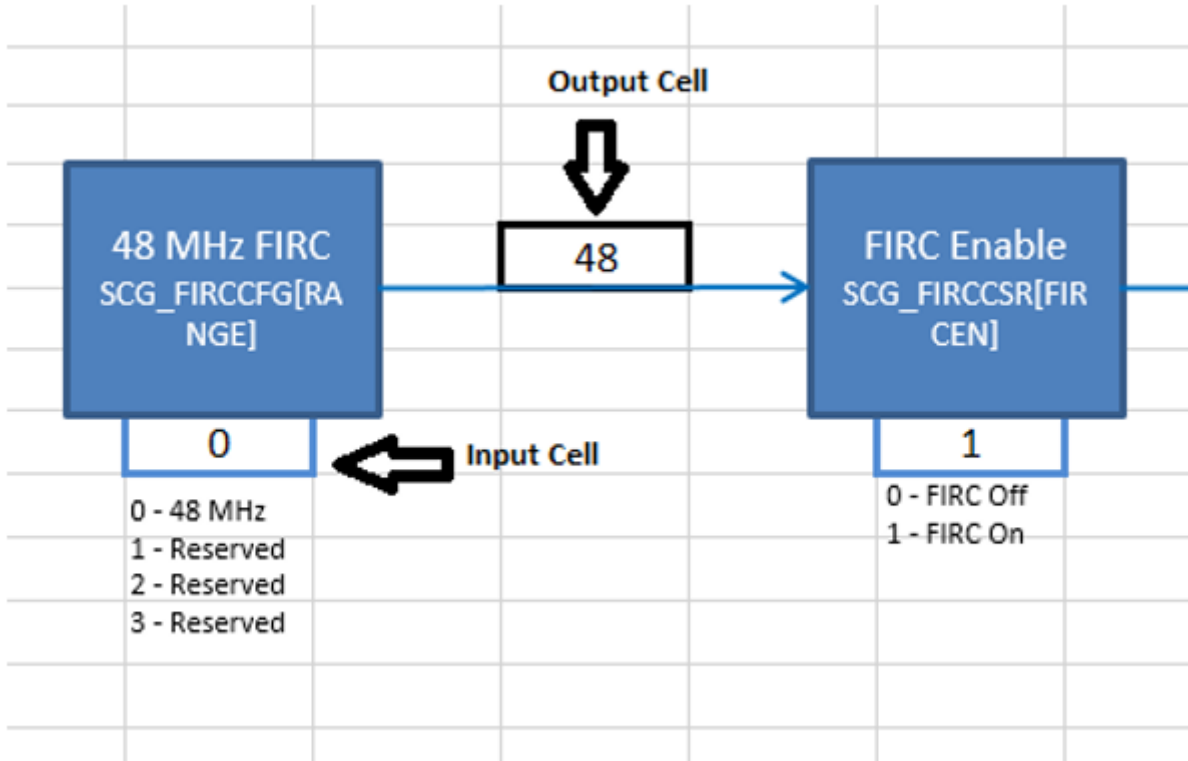 Output Cell
48 MHz FIRC
SCG_FIRCCFG[RA
NGE]
48
FIRC Enable
SCG_FIRCCSR[FIR
CEN]
0
Input Cell
1
0 - 48 MHz
1 - Reserved
2 - Reserved
3 - Reserved
0 - FIRC Off
1 - FIRC On